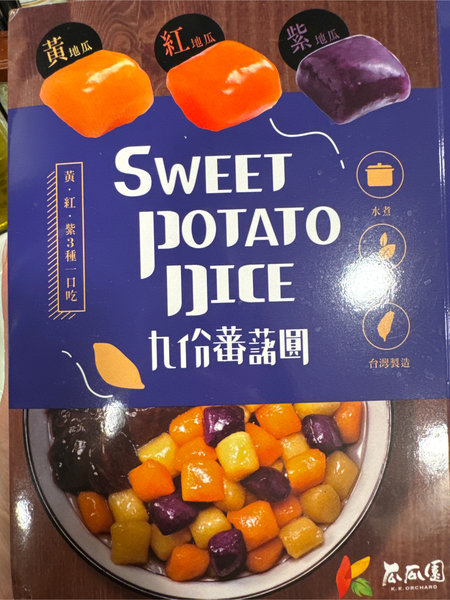 黃地瓜
紅地瓜
紫地瓜
SWEET
POTATO
DICE
九份蕃藷圓
黃·紅·紫3種一口吃
水煮
台灣製造
瓜瓜園
K.K. ORCHARD